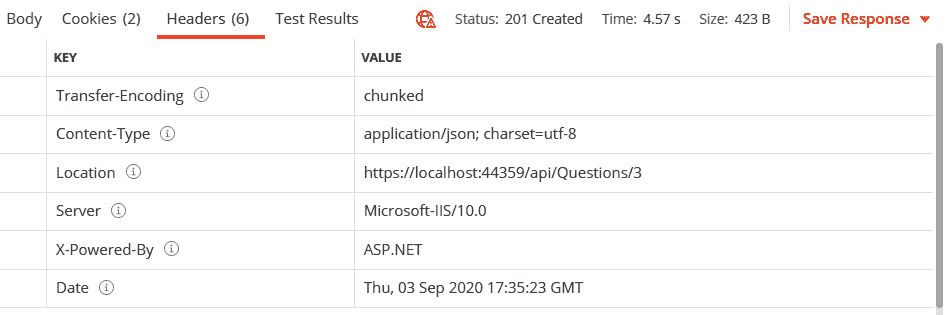 Body Cookies (2) Headers (6) Test Results Status: 201 Created Time: 4.57 s Size: 423 B Save Response
KEY VALUE
Transfer-Encoding chunked
Content-Type application/json; charset=utf-8
Location https://localhost:44359/api/Questions/3
Server Microsoft-IIS/10.0
X-Powered-By ASP.NET
Date Thu, 03 Sep 2020 17:35:23 GMT